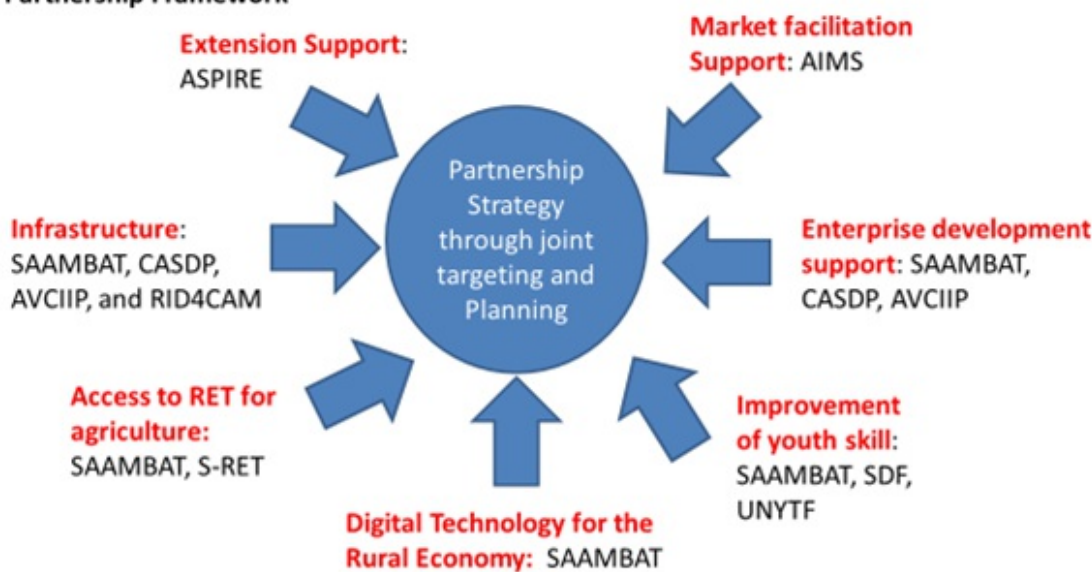 Partnership Framework
Extension Support:
ASPIRE
Market facilitation
Support: AIMS
Partnership
Strategy
through joint
targeting and
Planning
Infrastructure:
SAAMBAT, CASDP,
AVCIIP, and RID4CAM
Enterprise development
support: SAAMBAT,
CASDP, AVCIIP
Access to RET for
agriculture:
SAAMBAT, S-RET
Improvement
of youth skill:
SAAMBAT, SDF,
UNYTF
Digital Technology for the
Rural Economy: SAAMBAT